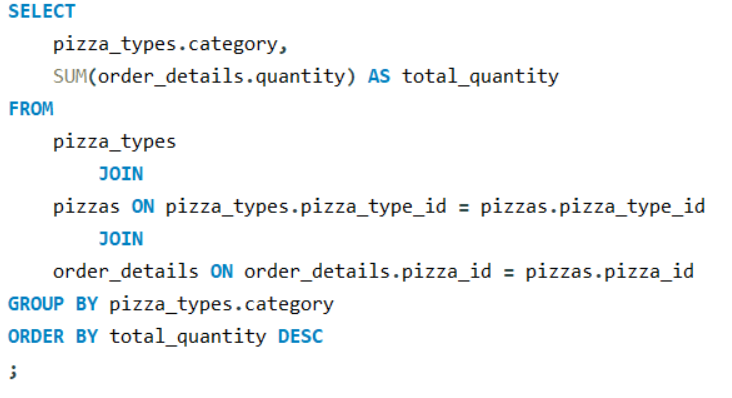 SELECT
    pizza_types.category,
    SUM(order_details.quantity) AS total_quantity
FROM
    pizza_types
        JOIN
    pizzas ON pizza_types.pizza_type_id = pizzas.pizza_type_id
        JOIN
    order_details ON order_details.pizza_id = pizzas.pizza_id
GROUP BY pizza_types.category
ORDER BY total_quantity DESC
;